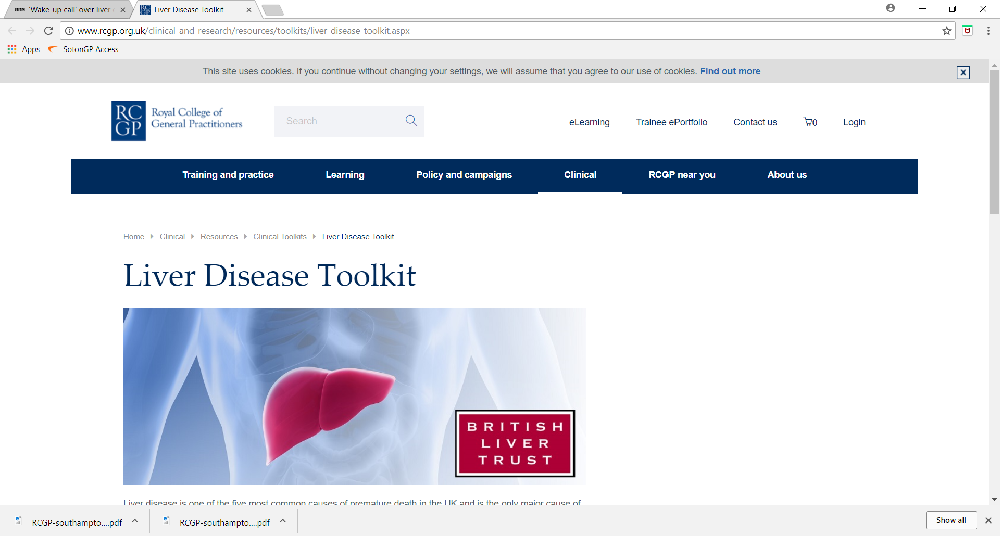 'Wake-up call' over liver
Liver Disease Toolkit
www.rcgp.org.uk/clinical-and-research/resources/toolkits/liver-disease-toolkit.aspx
Apps
SotonGP Access
This site uses cookies. If you continue without changing your settings, we will assume that you agree to our use of cookies. Find out more
X
RC
GP
Royal College of
General Practitioners
Search
eLearning
Trainee ePortfolio
Contact us
0
Login
Training and practice
Learning
Policy and campaigns
Clinical
RCGP near you
About us
Home
Clinical
Resources
Clinical Toolkits
Liver Disease Toolkit
Liver Disease Toolkit
BRITISH
LIVER
TRUST
Liver disease is one of the five most common causes of premature death in the UK and is the only major cause of
RCGP-southampto....pdf
RCGP-southampto....pdf
Show all